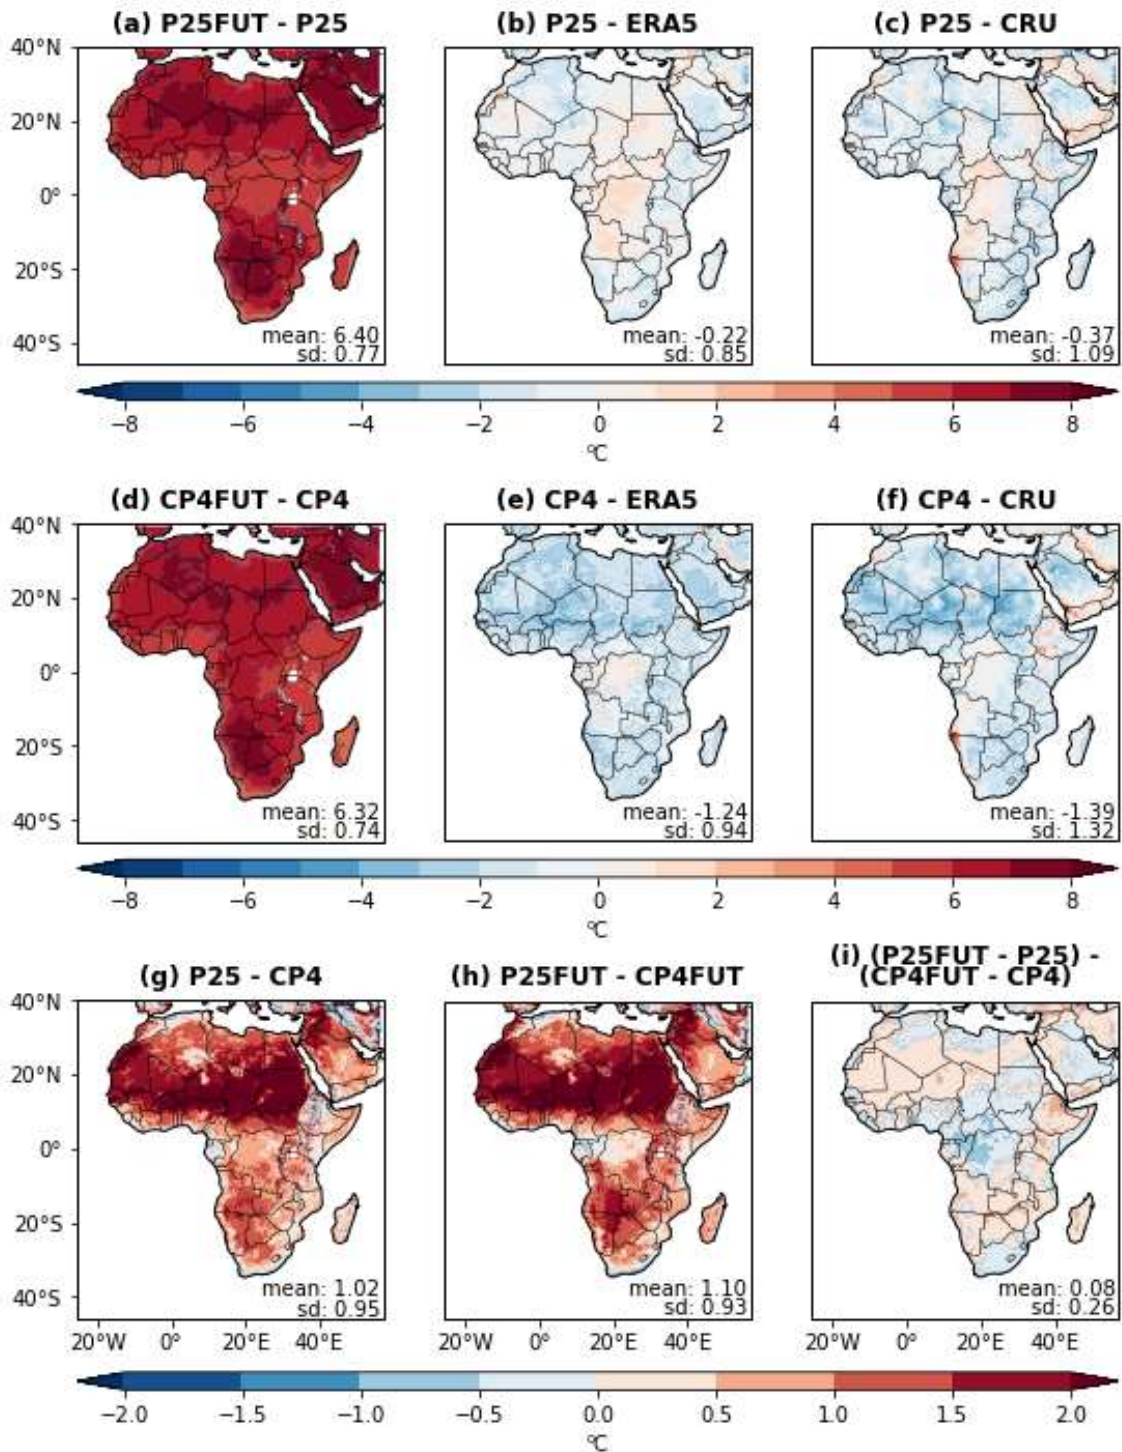 (a) P25FUT - P25
(b) P25 - ERA5
(c) P25 - CRU
40°N
20°N
0°
20°S
40°S
mean: 6.40
sd: 0.77
mean: -0.22
sd: 0.85
mean: -0.37
sd: 1.09
−8 −6 −4 −2 0 2 4 6 8
°C
(d) CP4FUT - CP4
(e) CP4 - ERA5
(f) CP4 - CRU
40°N
20°N
0°
20°S
40°S
mean: 6.32
sd: 0.74
mean: -1.24
sd: 0.94
mean: -1.39
sd: 1.32
−8 −6 −4 −2 0 2 4 6 8
°C
(g) P25 - CP4
(h) P25FUT - CP4FUT
(i) (P25FUT - P25) -
(CP4FUT - CP4)
40°N
20°N
0°
20°S
40°S
mean: 1.02
sd: 0.95
mean: 1.10
sd: 0.93
mean: 0.08
sd: 0.26
20°W 0° 20°E 40°E
20°W 0° 20°E 40°E
20°W 0° 20°E 40°E
−2.0 −1.5 −1.0 −0.5 0.0 0.5 1.0 1.5 2.0
°C